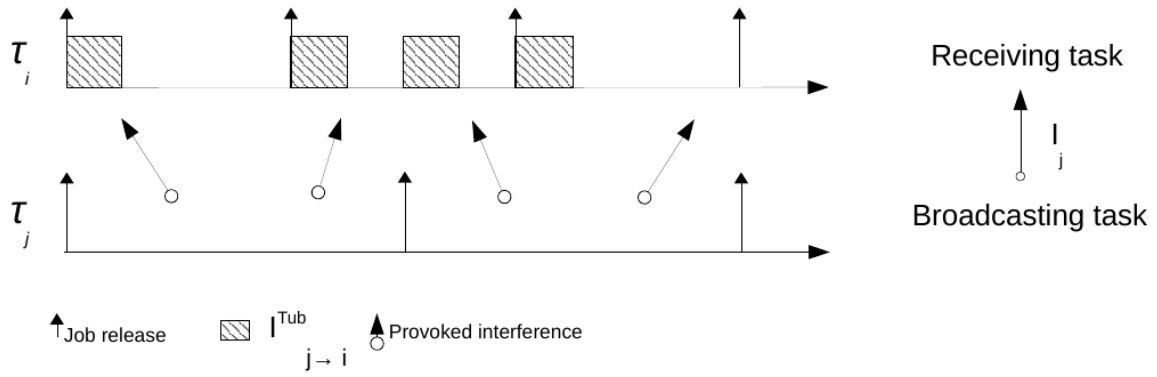 τ
i
Receiving task
I
j
τ
j
Broadcasting task
Job release
I Tub
j→ i
Provoked interference